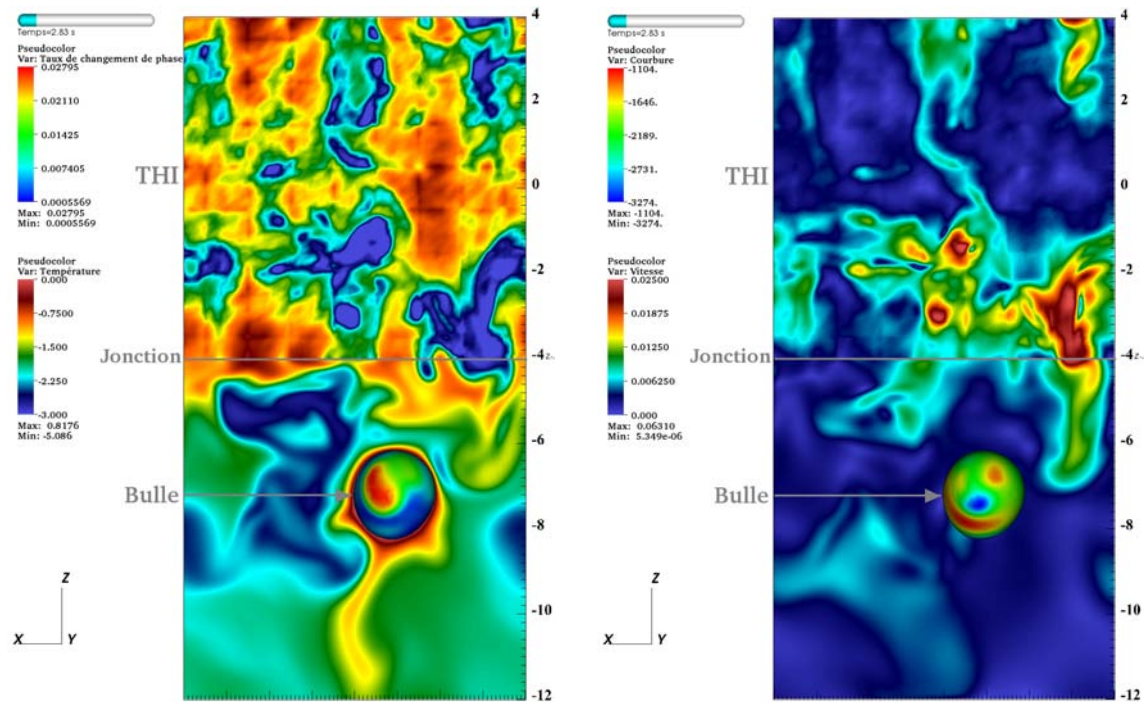 Temps=2.83 s
Pseudocolor
Var: Taux de changement de phase
0.02795
0.02110
0.01425
0.007405
0.0005569
Max: 0.02795
Min: 0.0005569
Pseudocolor
Var: Température
0.000
-0.7500
-1.500
-2.250
-3.000
Max: 0.8176
Min: -5.086
THI
Jonction
Bulle
Z
X
Y
4
2
0
-2
-4
-6
-8
-10
-12
Temps=2.83 s
Pseudocolor
Var: Courbure
-1104.
-1646.
-2189.
-2731.
-3274.
Max: -1104.
Min: -3274.
Pseudocolor
Var: Vitesse
0.02500
0.01875
0.01250
0.006250
0.000
Max: 0.06310
Min: 5.349e-06
THI
Jonction
Bulle
Z
X
Y
4
2
0
-2
-4
-6
-8
-10
-12